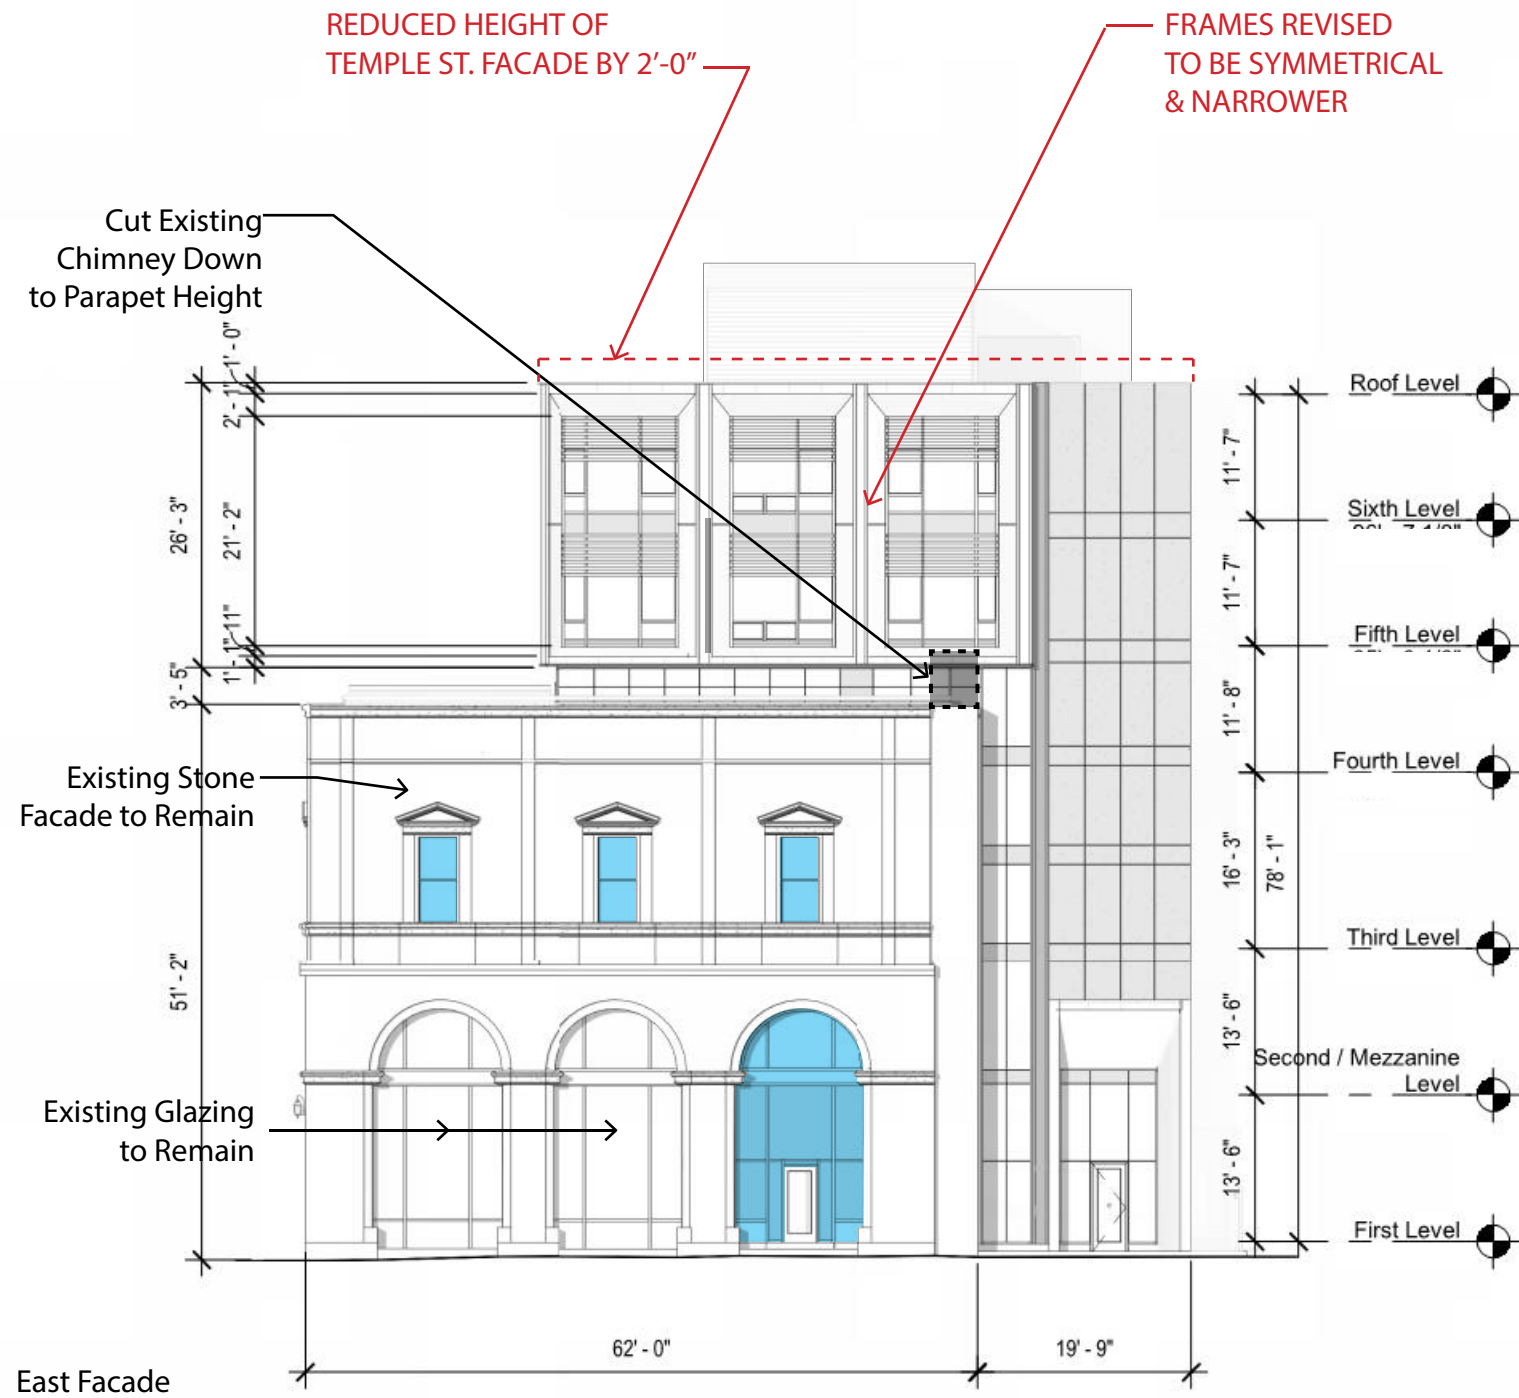 REDUCED HEIGHT OF
TEMPLE ST. FACADE BY 2’-0”
FRAMES REVISED
TO BE SYMMETRICAL
& NARROWER
Cut Existing
Chimney Down
to Parapet Height
1' - 0"
2' - 1"
26' - 3"
21' - 2"
11"
1' - 1"
3' - 5"
Existing Stone
Facade to Remain
51' - 2"
Existing Glazing
to Remain
Roof Level
11' - 7"
Sixth Level
11' - 7"
Fifth Level
11' - 8"
Fourth Level
16' - 3"
78' - 1"
Third Level
13' - 6"
Second / Mezzanine
Level
13' - 6"
First Level
62' - 0"
19' - 9"
East Facade